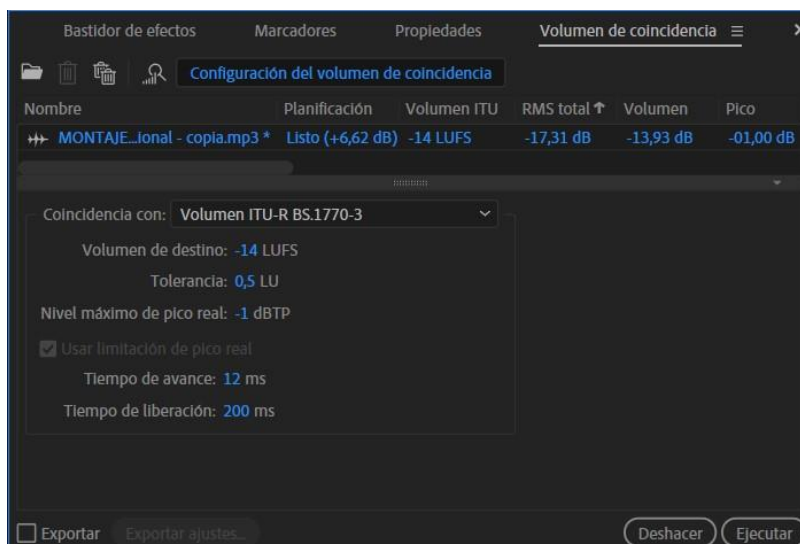 Bastidor de efectos Marcadores Propiedades Volumen de coincidencia
Configuración del volumen de coincidencia
Nombre Planificación Volumen ITU RMS total Volumen Pico
MONTAJE...ional - copia.mp3 * Listo (+6,62 dB) -14 LUFS -17,31 dB -13,93 dB -01,00 dB
Coincidencia con: Volumen ITU-R BS.1770-3
Volumen de destino: -14 LUFS
Tolerancia: 0,5 LU
Nivel máximo de pico real: -1 dBTP
Usar limitación de pico real
Tiempo de avance: 12 ms
Tiempo de liberación: 200 ms
Exportar Exportar ajustes... Deshacer Ejecutar